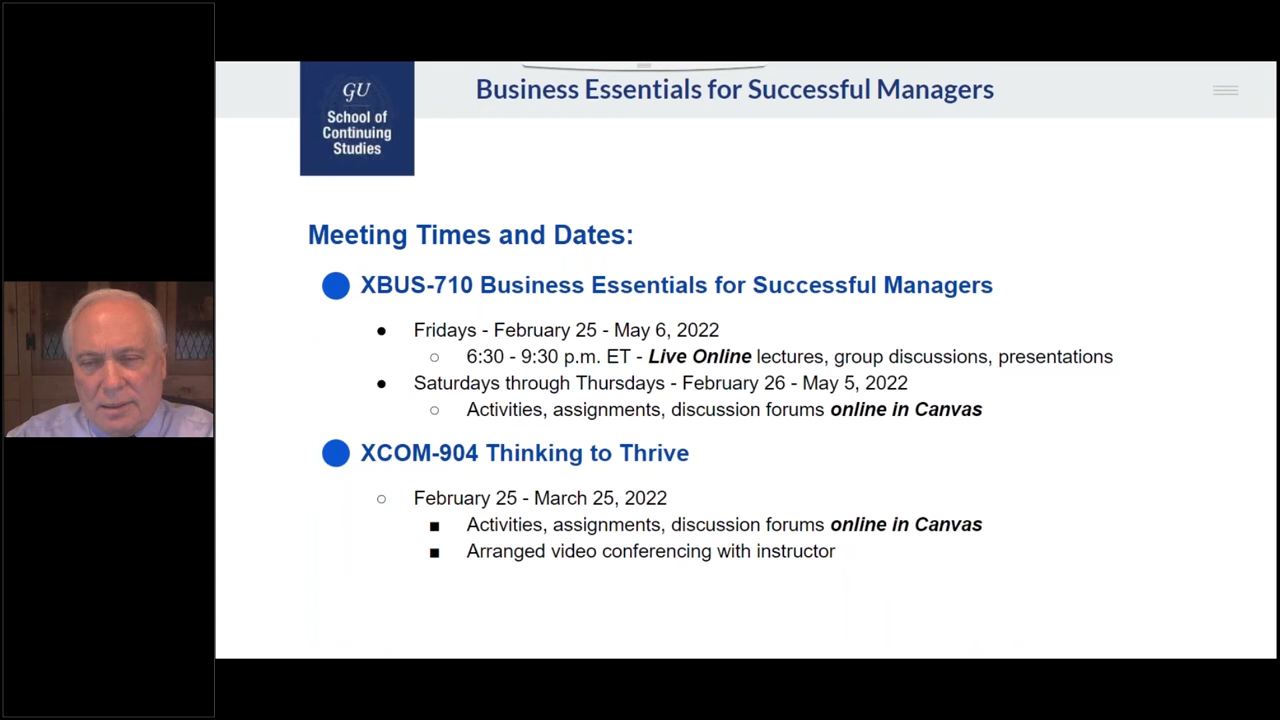 GU
School of
Continuing
Studies
Business Essentials for Successful Managers
Meeting Times and Dates:
XBUS-710 Business Essentials for Successful Managers
● Fridays - February 25 - May 6, 2022
○ 6:30 - 9:30 p.m. ET - Live Online lectures, group discussions, presentations
● Saturdays through Thursdays - February 26 - May 5, 2022
○ Activities, assignments, discussion forums online in Canvas
XCOM-904 Thinking to Thrive
○ February 25 - March 25, 2022
■ Activities, assignments, discussion forums online in Canvas
■ Arranged video conferencing with instructor